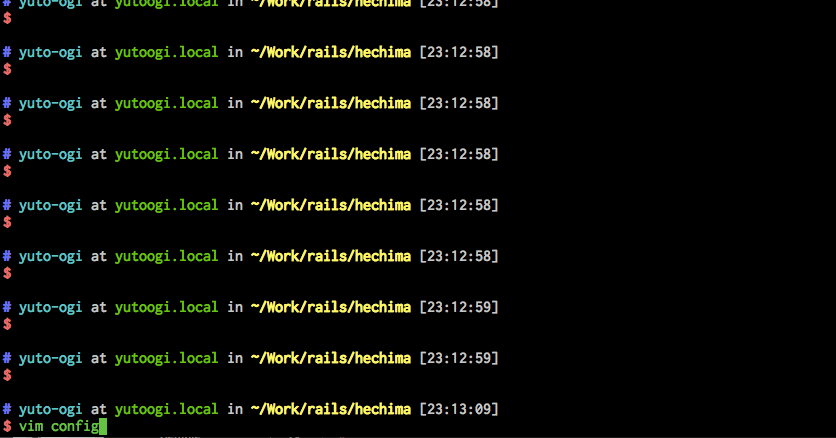 # yuto-ogi at yutoogi.local in ~/Work/rails/hechima [23:12:58]
$
# yuto-ogi at yutoogi.local in ~/Work/rails/hechima [23:12:58]
$
# yuto-ogi at yutoogi.local in ~/Work/rails/hechima [23:12:58]
$
# yuto-ogi at yutoogi.local in ~/Work/rails/hechima [23:12:58]
$
# yuto-ogi at yutoogi.local in ~/Work/rails/hechima [23:12:58]
$
# yuto-ogi at yutoogi.local in ~/Work/rails/hechima [23:12:58]
$
# yuto-ogi at yutoogi.local in ~/Work/rails/hechima [23:12:59]
$
# yuto-ogi at yutoogi.local in ~/Work/rails/hechima [23:12:59]
$
# yuto-ogi at yutoogi.local in ~/Work/rails/hechima [23:13:09]
$ vim config